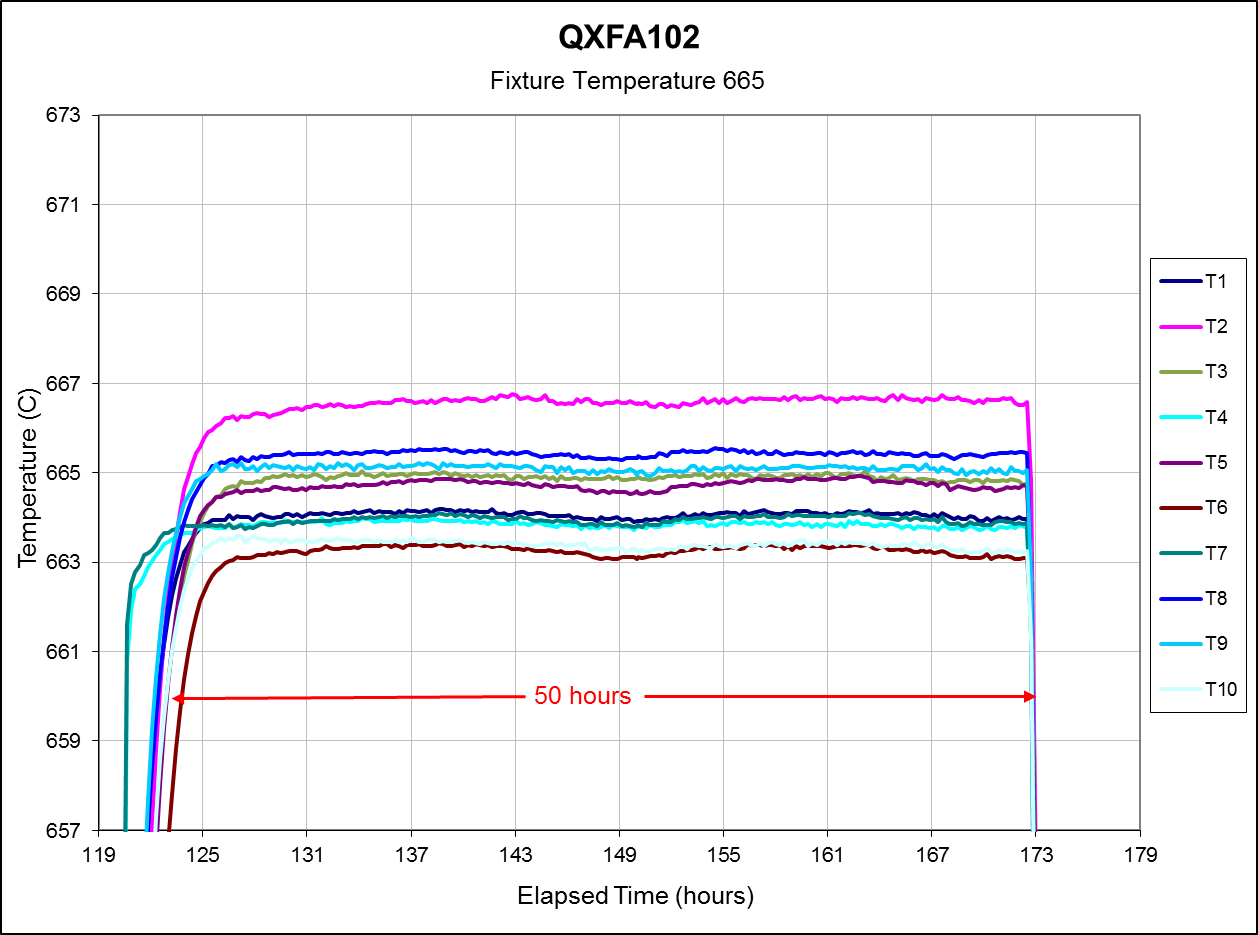 QXFA102
Fixture Temperature 665
673
671
669
667
665
663
661
659
657
Temperature (C)
50 hours
119 125 131 137 143 149 155 161 167 173 179
Elapsed Time (hours)
T1
T2
T3
T4
T5
T6
T7
T8
T9
T10